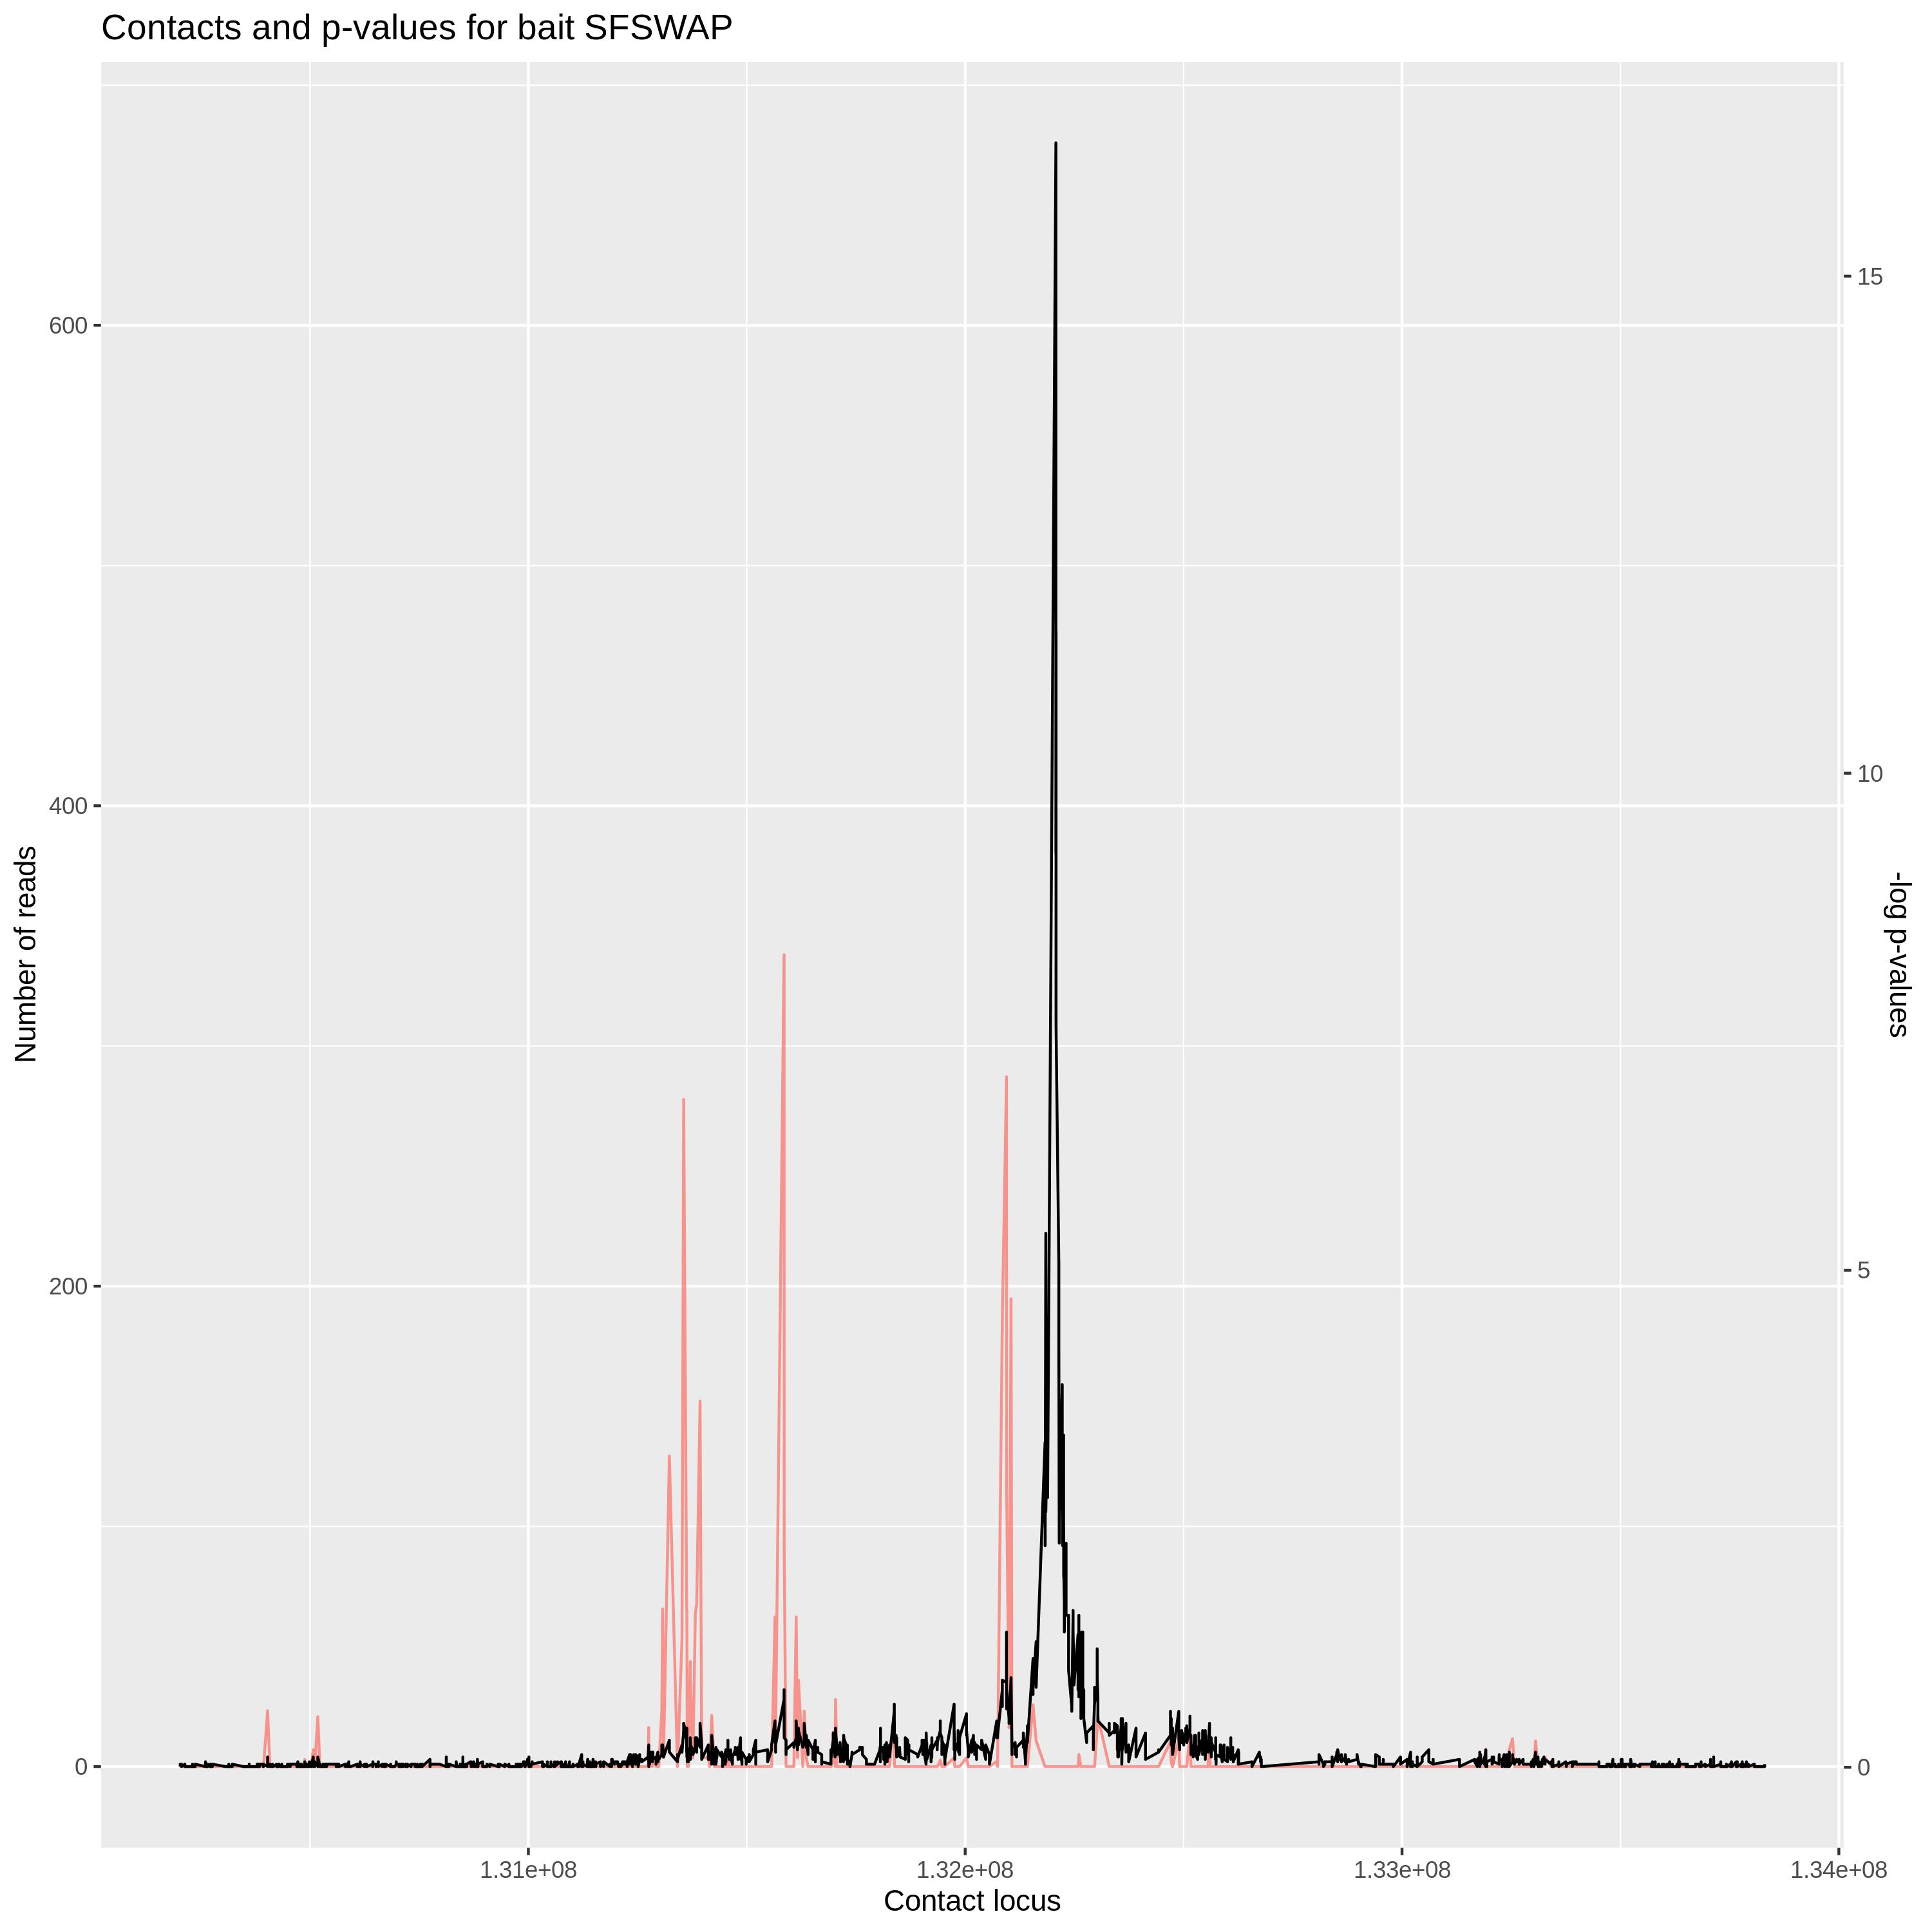 Contacts and p-values for bait SFSWAP
600
400
200
0
Number of reads
15
10
5
0
-log p-values
1.31e+08
1.32e+08
1.33e+08
1.34e+08
Contact locus